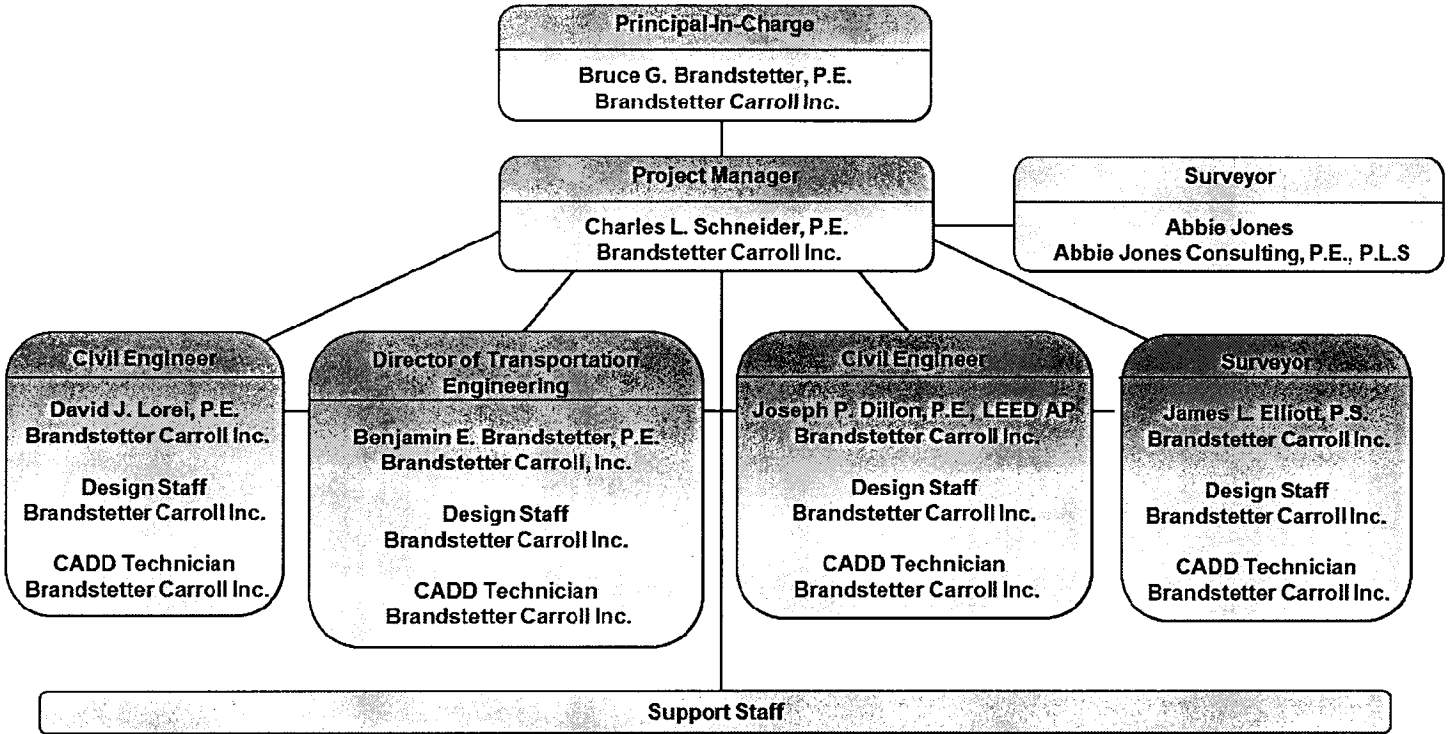 Principal-In-Charge
Bruce G. Brandstetter, P.E.
Brandstetter Carroll Inc.
Project Manager
Charles L. Schneider, P.E.
Brandstetter Carroll Inc.
Surveyor
Abbie Jones
Abbie Jones Consulting, P.E., P.L.S
Civil Engineer
David J. Lorei, P.E.
Brandstetter Carroll Inc.
Design Staff
Brandstetter Carroll Inc.
CADD Technician
Brandstetter Carroll Inc.
Director of Transportation
Engineering
Benjamin E. Brandstetter, P.E.
Brandstetter Carroll, Inc.
Design Staff
Brandstetter Carroll Inc.
CADD Technician
Brandstetter Carroll Inc.
Civil Engineer
Joseph P. Dillon, P.E., LEED AP
Brandstetter Carroll Inc.
Design Staff
Brandstetter Carroll Inc.
CADD Technician
Brandstetter Carroll Inc.
Surveyor
James L. Elliott, P.S.
Brandstetter Carroll Inc.
Design Staff
Brandstetter Carroll Inc.
CADD Technician
Brandstetter Carroll Inc.
Support Staff